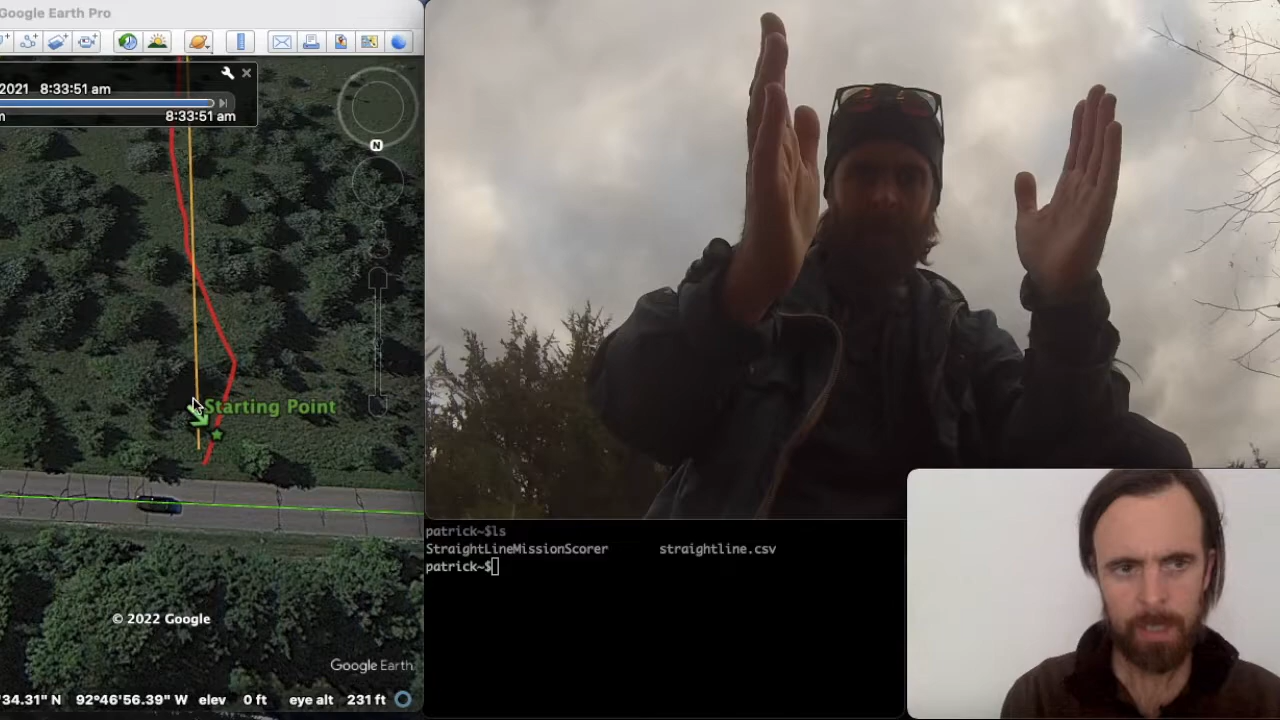 Google Earth Pro
2021 8:33:51 am
8:33:51 am
N
Starting Point
© 2022 Google
Google Earth
'34.31" N 92°46'56.39" W elev 0 ft eye alt 231 ft
patrick~$ls
StraightLineMissionScorer straightline.csv
patrick~$